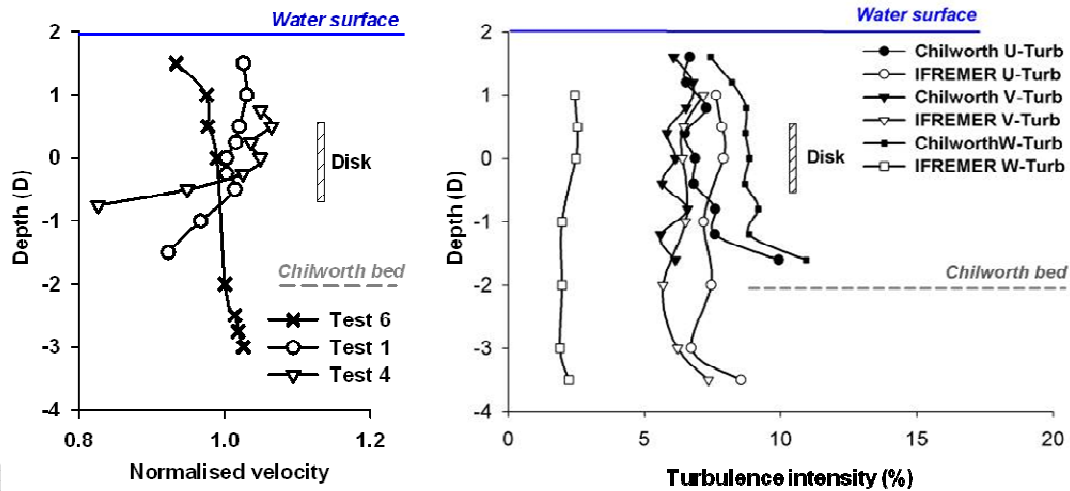 Water surface
2
1
0
-1
-2
-3
-4
Depth (D)
Disk
Chilworth bed
Test 6
Test 1
Test 4
0.8
1.0
1.2
Normalised velocity
Water surface
2
1
0
-1
-2
-3
-4
Depth (D)
Chilworth U-Turb
IFREMER U-Turb
Chilworth V-Turb
IFREMER V-Turb
ChilworthW-Turb
IFREMER W-Turb
Disk
Chilworth bed
0
5
10
15
20
Turbulence intensity (%)